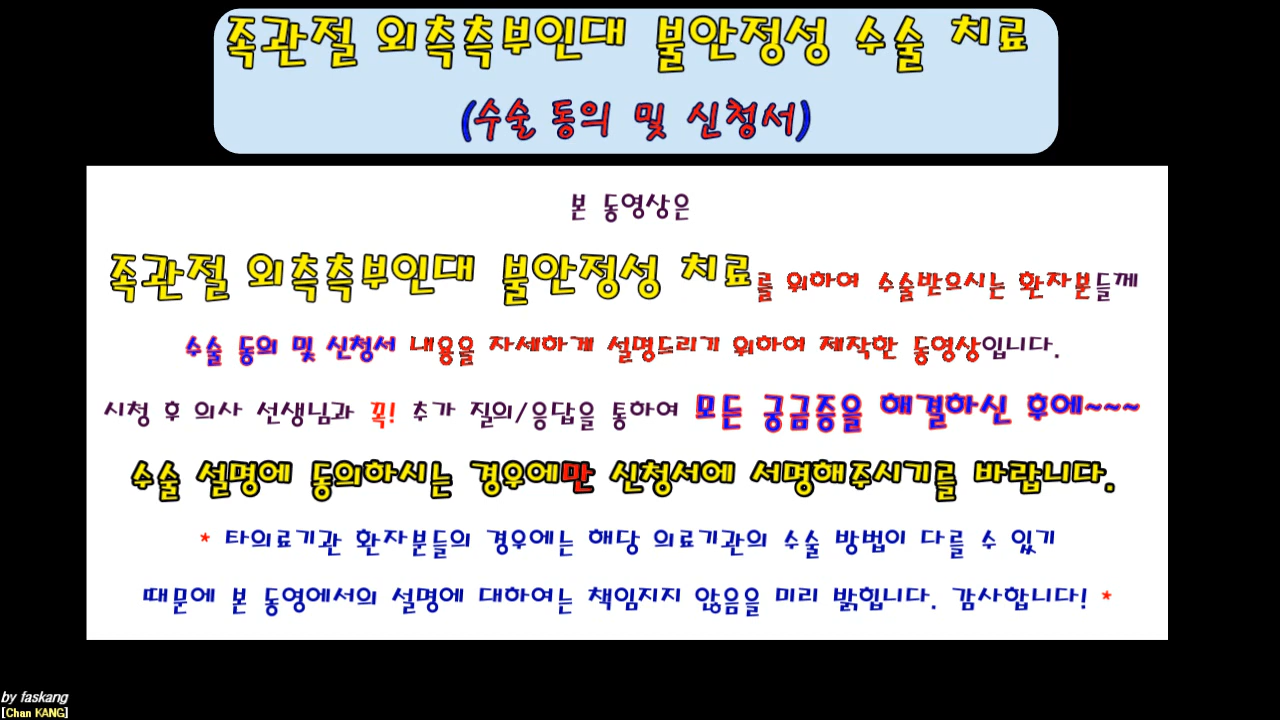 족관절 외측측부인대 불안정성 수술 치료
(수술 동의 및 신청서)
본 동영상은
족관절 외측측부인대 불안정성 치료를 위하여 수술받으시는 환자분들께
수술 동의 및 신청서 내용을 자세하게 설명드리기 위하여 제작한 동영상입니다.
시청 후 의사 선생님과 꼭! 추가 질의/응답을 통하여 모든 궁금증을 해결하신 후에~~~
수술 설명에 동의하시는 경우에만 신청서에 서명해주시기를 바랍니다.
* 타의료기관 환자분들의 경우에는 해당 의료기관의 수술 방법이 다를 수 있기
때문에 본 동영에서의 설명에 대하여는 책임지지 않음을 미리 밝힙니다. 감사합니다! *
by faskang
[Chan KANG]